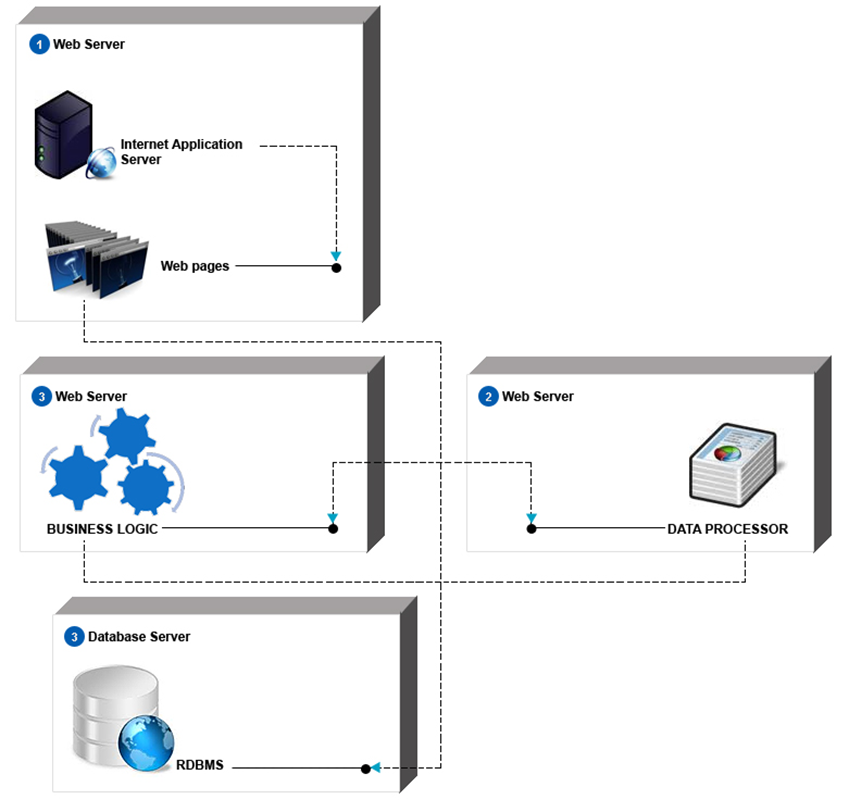 1 Web Server
Internet Application
Server
Web pages
3 Web Server
BUSINESS LOGIC
2 Web Server
DATA PROCESSOR
3 Database Server
RDBMS